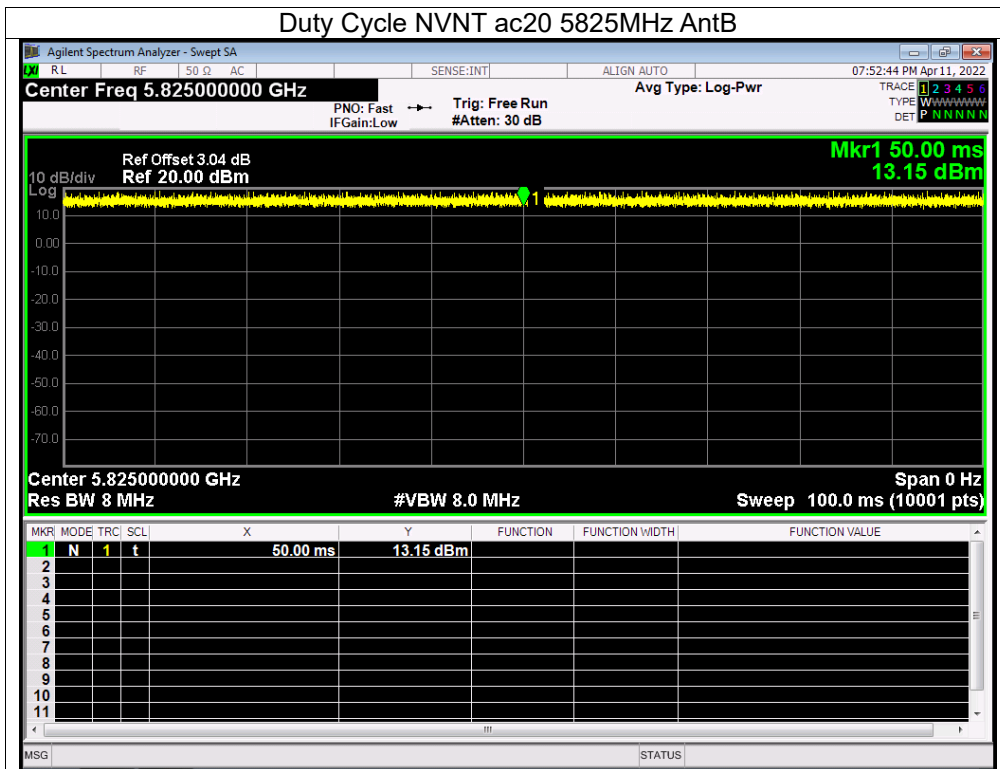 Duty Cycle NVNT ac20 5825MHz AntB
Agilent Spectrum Analyzer - Swept SA
LXI RL RF 50 Ω AC SENSE:INT ALIGN AUTO 07:52:44 PM Apr 11, 2022
Center Freq 5.825000000 GHz Avg Type: Log-Pwr TRACE 1 2 3 4 5 6
PNO: Fast Trig: Free Run TYPE WWWWWW
IFGain:Low #Atten: 30 dB DET P N N N N N
Mkr1 50.00 ms
Ref Offset 3.04 dB
10 dB/div Ref 20.00 dBm 13.15 dBm
Log
1
10.0
0.00
-10.0
-20.0
-30.0
-40.0
-50.0
-60.0
-70.0
Center 5.825000000 GHz Span 0 Hz
Res BW 8 MHz #VBW 8.0 MHz Sweep 100.0 ms (10001 pts)
MKR MODE TRC SCL X Y FUNCTION FUNCTION WIDTH FUNCTION VALUE
1 N 1 t 50.00 ms 13.15 dBm
2
3
4
5
6
7
8
9
10
11
MSG STATUS